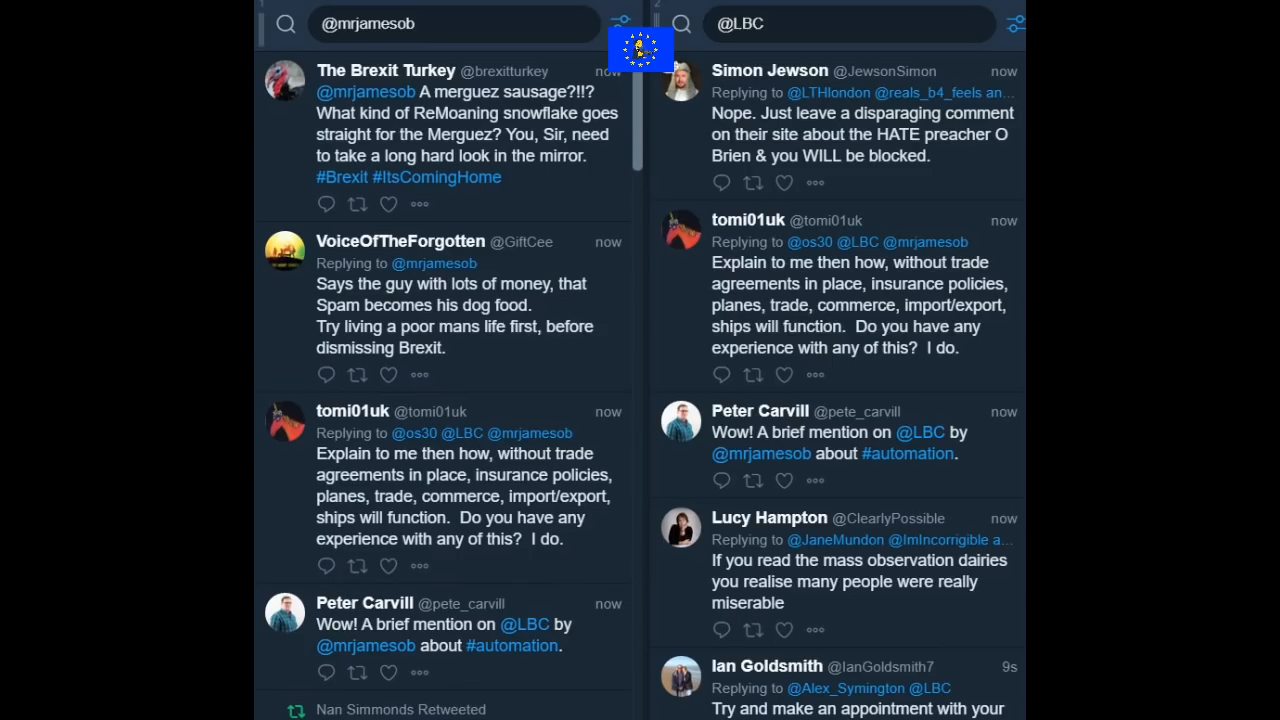 1
@mrjamesob
The Brexit Turkey @brexitturkey now
@mrjamesob A merguez sausage?!!?
What kind of ReMoaning snowflake goes
straight for the Merguez? You, Sir, need
to take a long hard look in the mirror.
#Brexit #ItsComingHome
VoiceOfTheForgotten @GiftCee now
Replying to @mrjamesob
Says the guy with lots of money, that
Spam becomes his dog food.
Try living a poor mans life first, before
dismissing Brexit.
tomi01uk @tomi01uk now
Replying to @os30 @LBC @mrjamesob
Explain to me then how, without trade
agreements in place, insurance policies,
planes, trade, commerce, import/export,
ships will function. Do you have any
experience with any of this? I do.
Peter Carvill @pete_carvill now
Wow! A brief mention on @LBC by
@mrjamesob about #automation.
Nan Simmonds Retweeted
2
@LBC
Simon Jewson @JewsonSimon now
Replying to @LTHlondon @reals_b4_feels an...
Nope. Just leave a disparaging comment
on their site about the HATE preacher O
Brien & you WILL be blocked.
tomi01uk @tomi01uk now
Replying to @os30 @LBC @mrjamesob
Explain to me then how, without trade
agreements in place, insurance policies,
planes, trade, commerce, import/export,
ships will function. Do you have any
experience with any of this? I do.
Peter Carvill @pete_carvill now
Wow! A brief mention on @LBC by
@mrjamesob about #automation.
Lucy Hampton @ClearlyPossible now
Replying to @JaneMundon @ImIncorrigible a...
If you read the mass observation dairies
you realise many people were really
miserable
Ian Goldsmith @IanGoldsmith7 9s
Replying to @Alex_Symington @LBC
Try and make an appointment with your